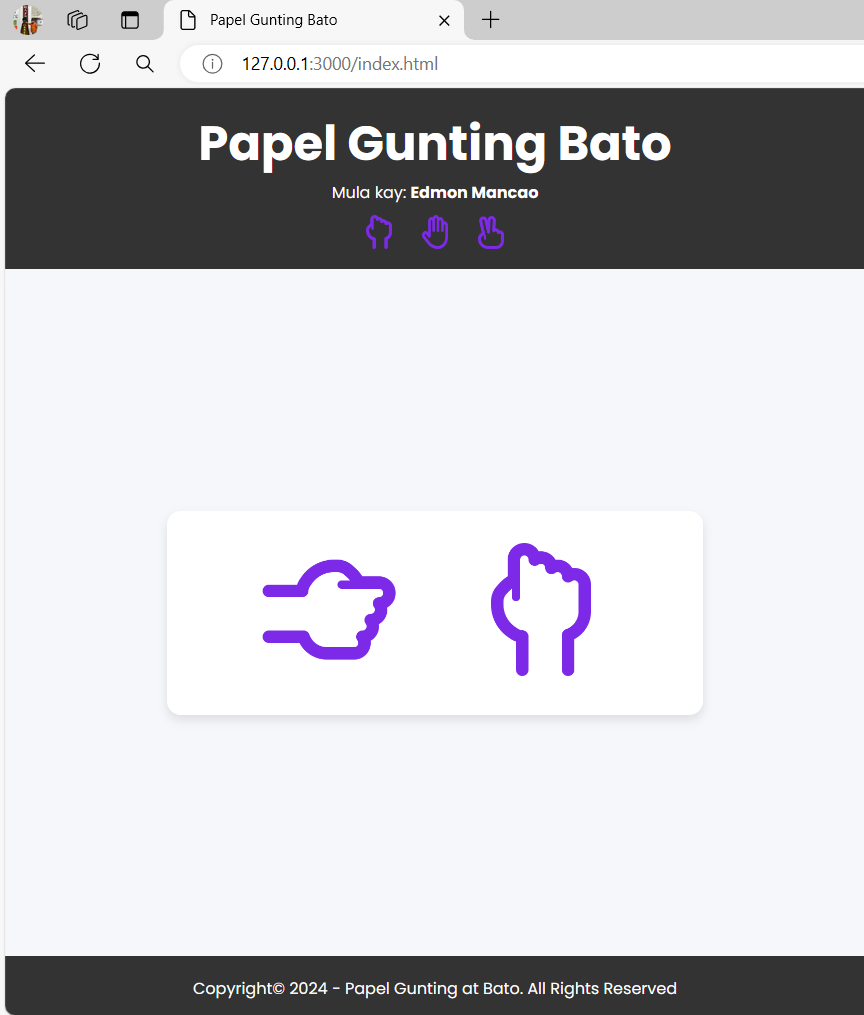 Papel Gunting Bato
127.0.0.1:3000/index.html
Papel Gunting Bato
Mula kay: Edmon Mancao
Copyright© 2024 - Papel Gunting at Bato. All Rights Reserved